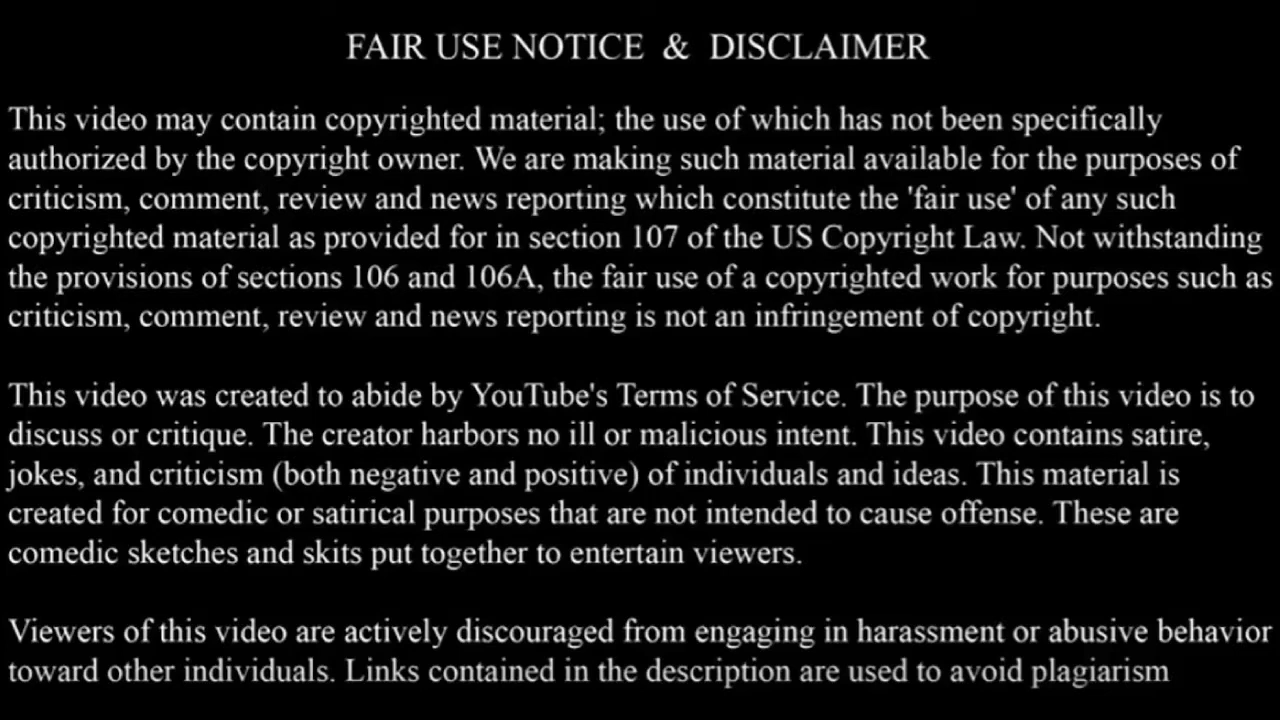 FAIR USE NOTICE & DISCLAIMER
This video may contain copyrighted material; the use of which has not been specifically
authorized by the copyright owner. We are making such material available for the purposes of
criticism, comment, review and news reporting which constitute the 'fair use' of any such
copyrighted material as provided for in section 107 of the US Copyright Law. Not withstanding
the provisions of sections 106 and 106A, the fair use of a copyrighted work for purposes such as
criticism, comment, review and news reporting is not an infringement of copyright.
This video was created to abide by YouTube's Terms of Service. The purpose of this video is to
discuss or critique. The creator harbors no ill or malicious intent. This video contains satire,
jokes, and criticism (both negative and positive) of individuals and ideas. This material is
created for comedic or satirical purposes that are not intended to cause offense. These are
comedic sketches and skits put together to entertain viewers.
Viewers of this video are actively discouraged from engaging in harassment or abusive behavior
toward other individuals. Links contained in the description are used to avoid plagiarism